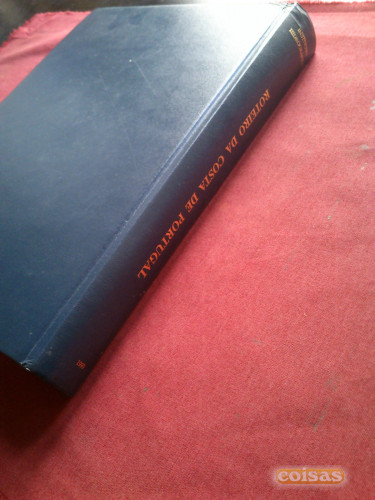 ROTEIRO DA COSTA DE PORTUGAL
coisas